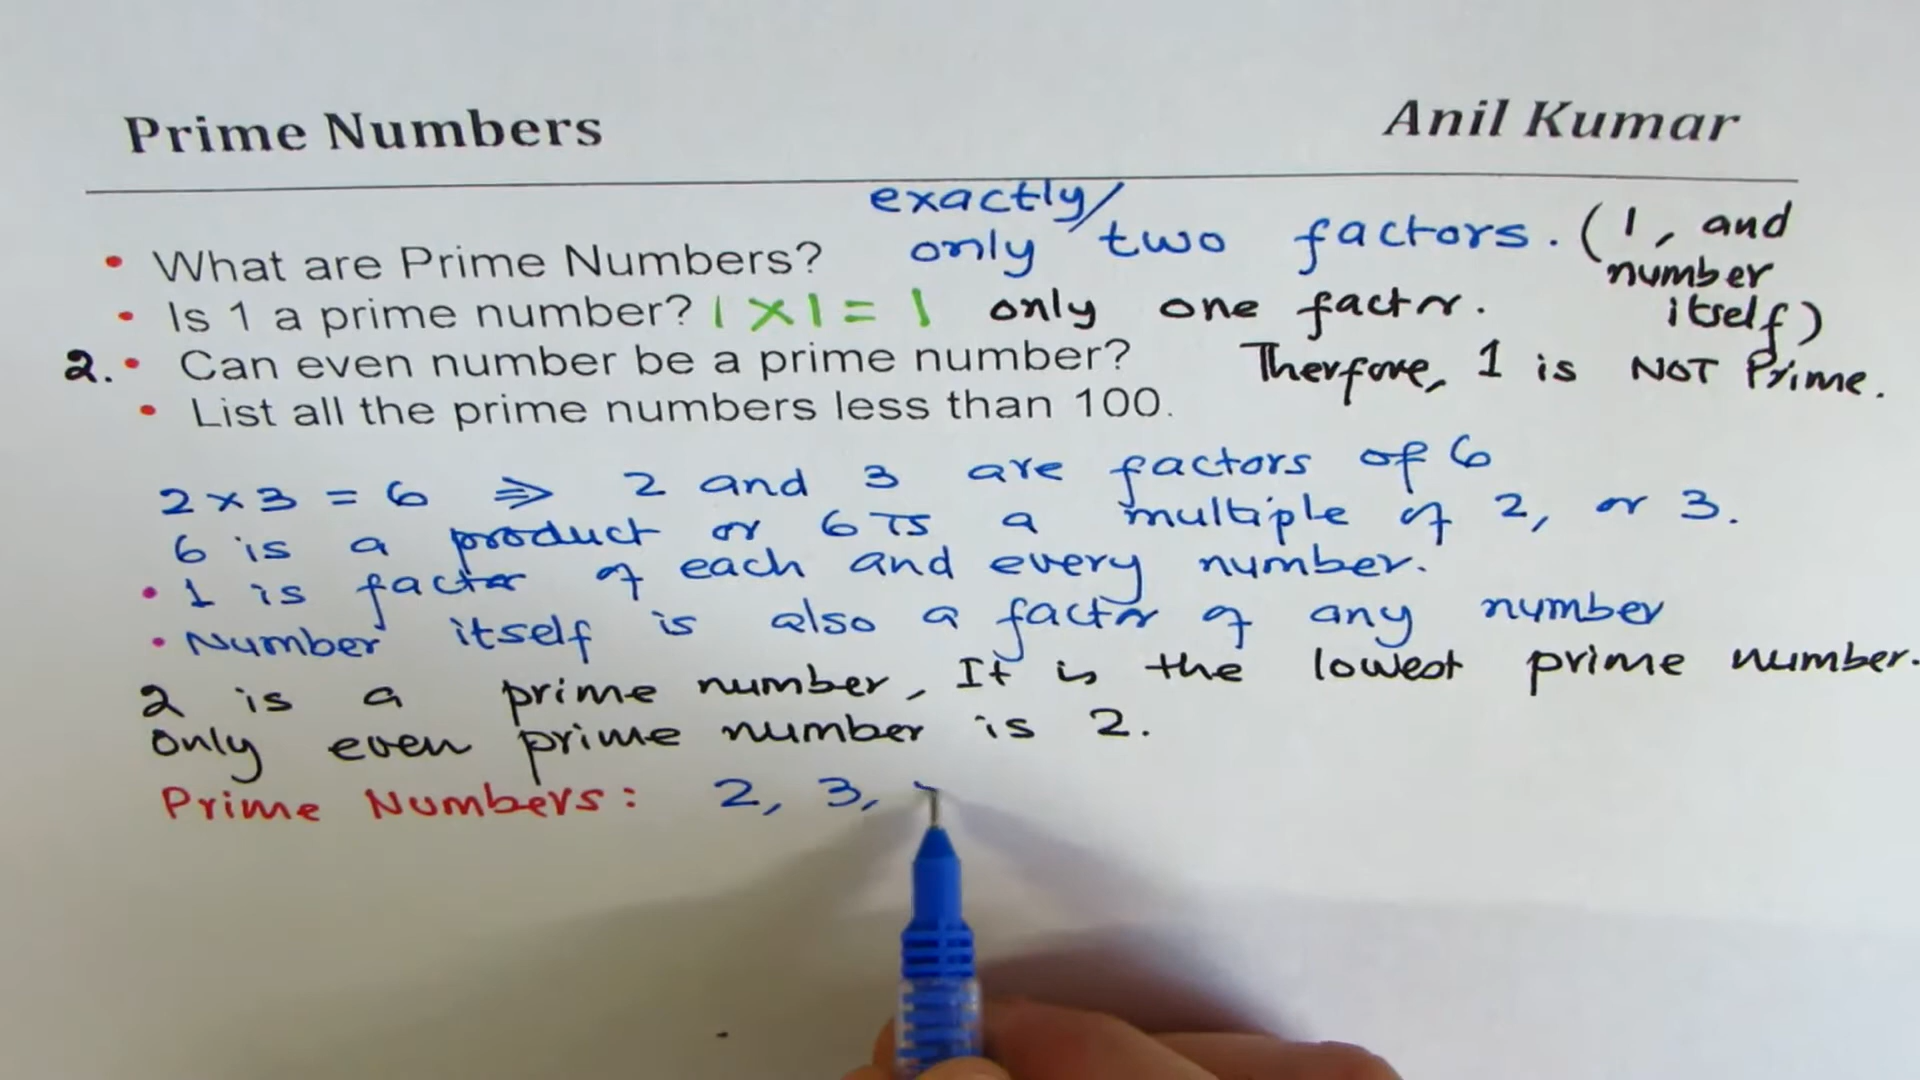 Prime Numbers Anil Kumar
exactly/
• What are Prime Numbers? only two factors. (1, and
number
• Is 1 a prime number? 1 × 1 = 1 only one factor. itself)
2. • Can even number be a prime number? Therfore, 1 is NOT Prime.
• List all the prime numbers less than 100.
2 × 3 = 6 ⇒ 2 and 3 are factors of 6
6 is a product or 6 is a multiple of 2, or 3.
• 1 is factor of each and every number.
• Number itself is also a factor of any number
2 is a prime number, It is the lowest prime number.
only even prime number is 2.
Prime Numbers: 2, 3,